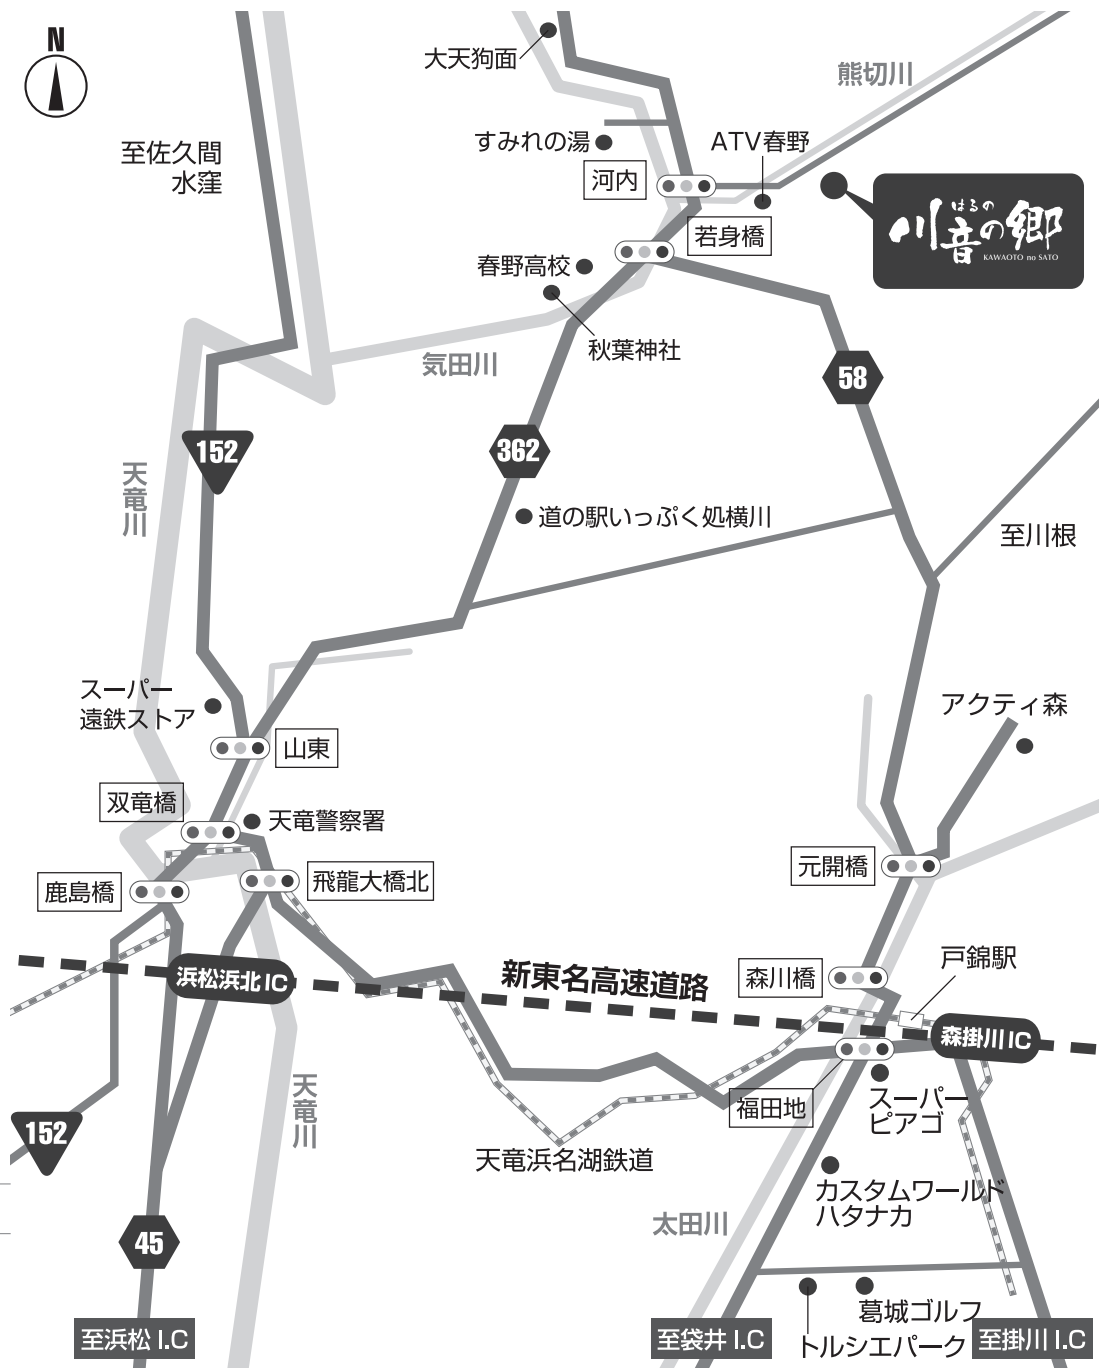 N
大天狗面
熊切川
すみれの湯
ATV春野
至佐久間
水窪
河内
はるの
川音の郷
KAWAOTO no SATO
若身橋
春野高校
秋葉神社
気田川
58
152
362
天竜川
道の駅いっぷく処横川
至川根
スーパー
遠鉄ストア
アクティ森
山東
双竜橋
天竜警察署
元開橋
鹿島橋
飛龍大橋北
浜松浜北IC
新東名高速道路
森川橋
戸綿駅
森掛川IC
天竜川
福田地
スーパー
ピアゴ
152
天竜浜名湖鉄道
カスタムワールド
ハタナカ
太田川
45
葛城ゴルフ
トルシエパーク
至浜松 I.C
至袋井 I.C
至掛川 I.C